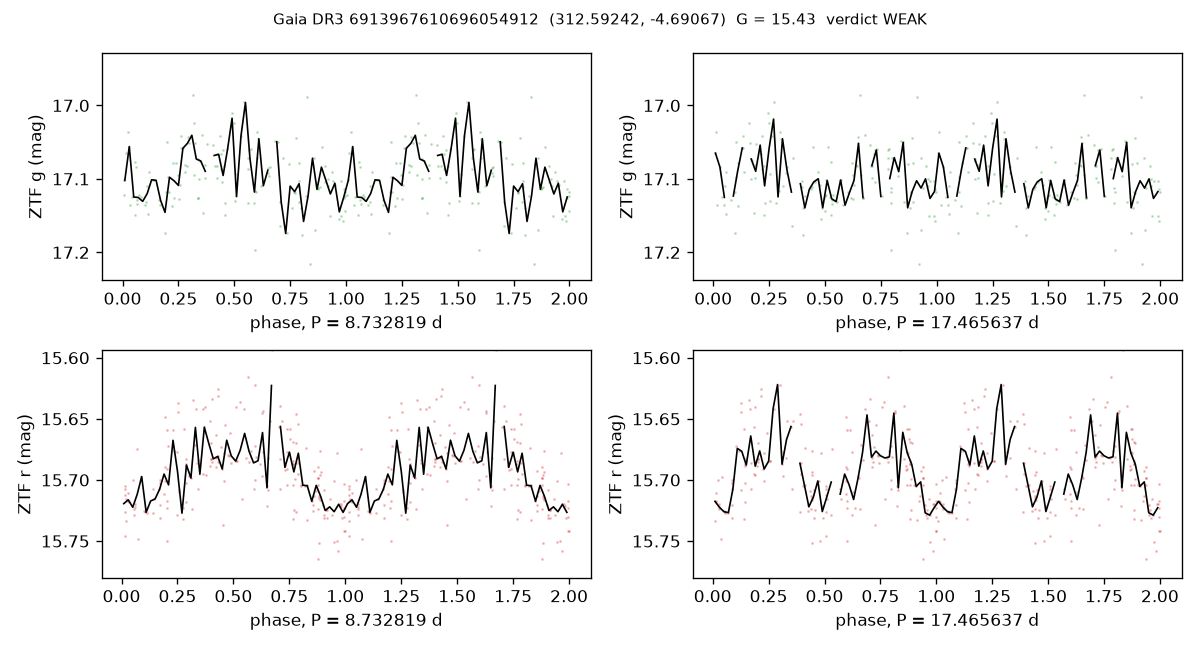 Gaia DR3 6913967610696054912  (312.59242, -4.69067)  G = 15.43  verdict WEAK
ZTF g (mag)
17.0
17.1
17.2
0.00 0.25 0.50 0.75 1.00 1.25 1.50 1.75 2.00
phase, P = 8.732819 d
ZTF g (mag)
17.0
17.1
17.2
0.00 0.25 0.50 0.75 1.00 1.25 1.50 1.75 2.00
phase, P = 17.465637 d
ZTF r (mag)
15.60
15.65
15.70
15.75
0.00 0.25 0.50 0.75 1.00 1.25 1.50 1.75 2.00
phase, P = 8.732819 d
ZTF r (mag)
15.60
15.65
15.70
15.75
0.00 0.25 0.50 0.75 1.00 1.25 1.50 1.75 2.00
phase, P = 17.465637 d